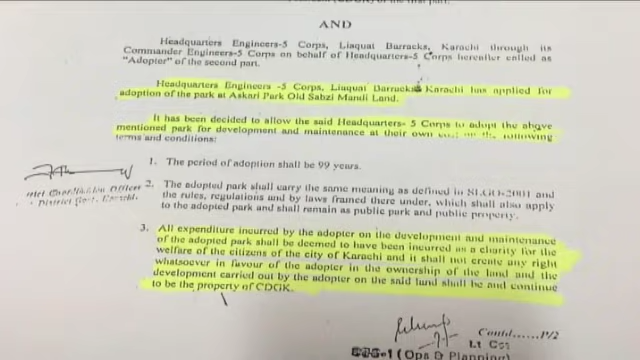 AND
Headquarters Engineers-5 Corps, Liaquat Barracks, Karachi through its
Commander Engineers-5 Corps on behalf of Headquarters-5 Corps hereafter called as
"Adopter" of the second part.
Headquarters Engineers -5 Corps, Liaquat Barracks Karachi has applied for
adoption of the park at Askari Park Old Sabzi Mandi Land.
It has been decided to allow the said Headquarters- 5 Corps to adopt the above
mentioned park for development and maintenance at their own cost on the following
terms and conditions:
1. The period of adoption shall be 99 years.
Officer
2. The adopted park shall carry the same meaning as defined in SLGO-2001 and
District Govt. Karachi.
the rules, regulations and by laws framed there under, which shall also apply
to the adopted park and shall remain as public park and public property.
3. All expenditure incurred by the adopter on the development and maintenance
of the adopted park shall be deemed to have been incurred as a charity for the
welfare of the citizens of the city of Karachi and it shall not create any right
whatsoever in favour of the adopter in the ownership of the land and the
development carried out by the adopter on the said land shall be and continue
to be the property of CDGK.
Contd......P/2
Lt Col
(Ops & Planning)